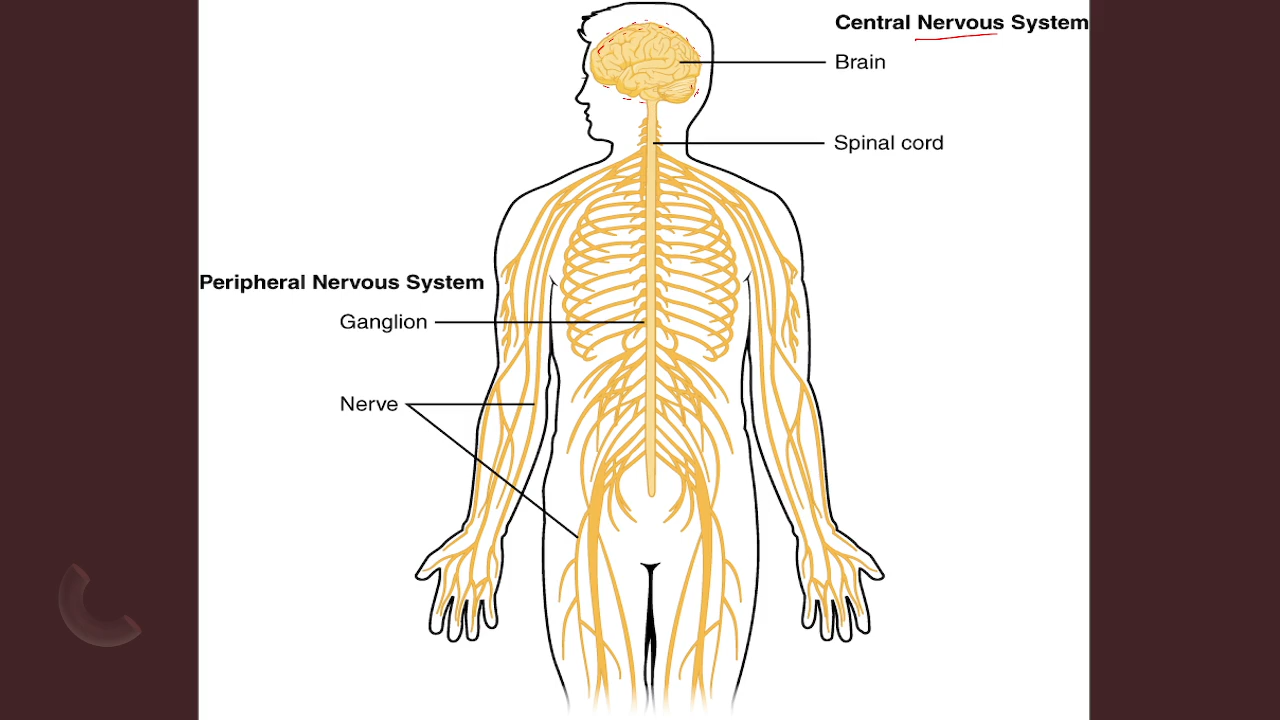 Central Nervous System
Brain
Spinal cord
Peripheral Nervous System
Ganglion
Nerve